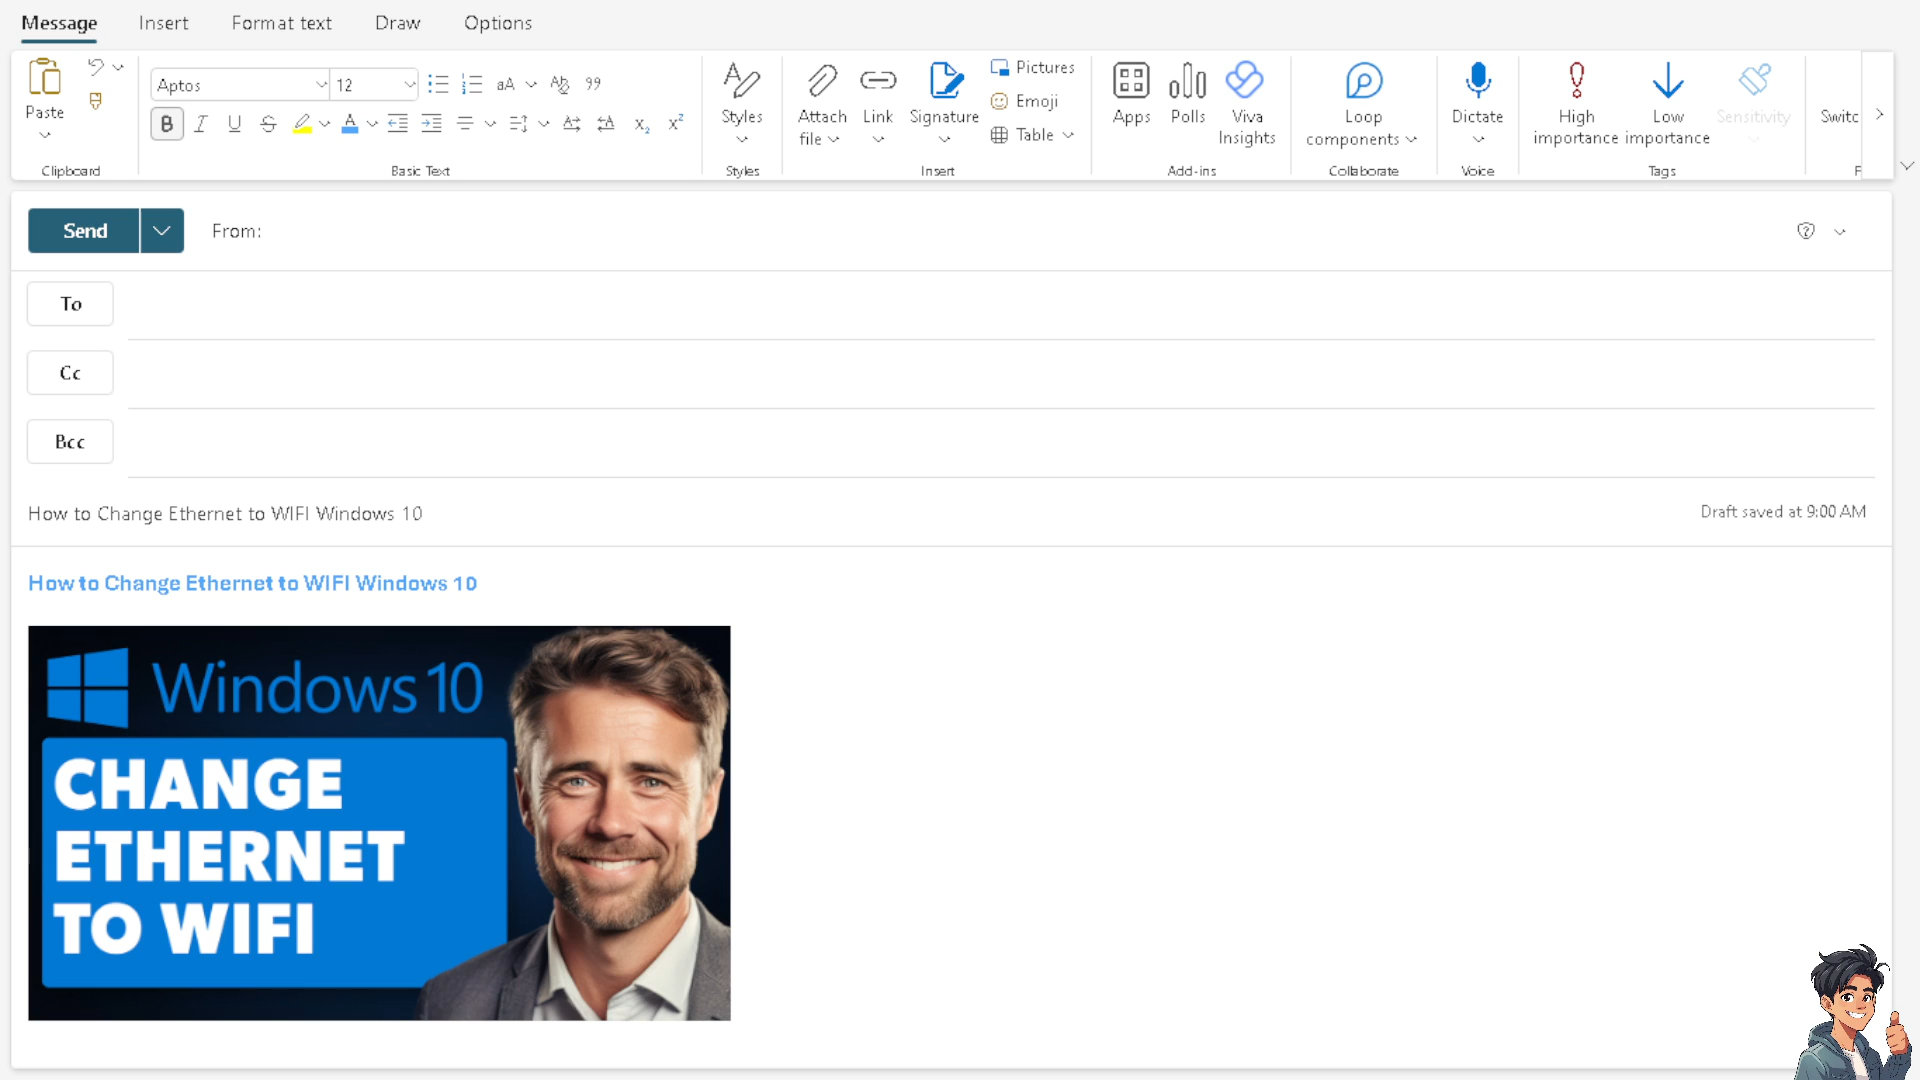 Message Insert Format text Draw Options
Paste
Clipboard
Aptos 12
Basic Text
Styles
Styles
Attach file
Link
Signature
Pictures
Emoji
Table
Insert
Apps
Polls
Viva Insights
Add-ins
Loop components
Collaborate
Dictate
Voice
High importance
Low importance
Sensitivity
Tags
Switc
F
Send From:
To
Cc
Bcc
How to Change Ethernet to WIFI Windows 10 Draft saved at 9:00 AM
How to Change Ethernet to WIFI Windows 10
Windows 10
CHANGE
ETHERNET
TO WIFI